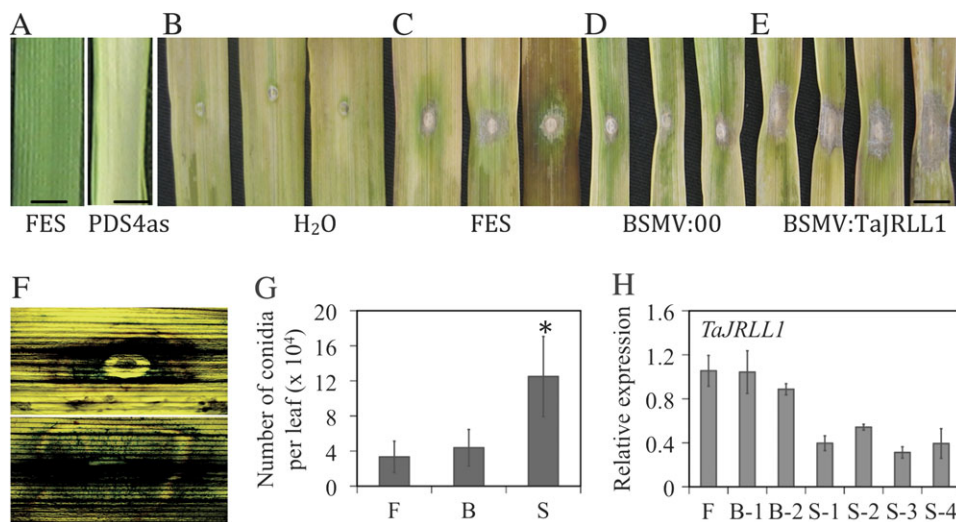 A B C D E
FES PDS4as H₂O FES BSMV:00 BSMV:TaJRLL1
F
G
Number of conidia
per leaf (x 10⁴)
20
16
12
8
4
0
*
F B S
H
Relative expression
1.6
1.2
0.8
0.4
0
TaJRLL1
F B-1 B-2 S-1 S-2 S-3 S-4